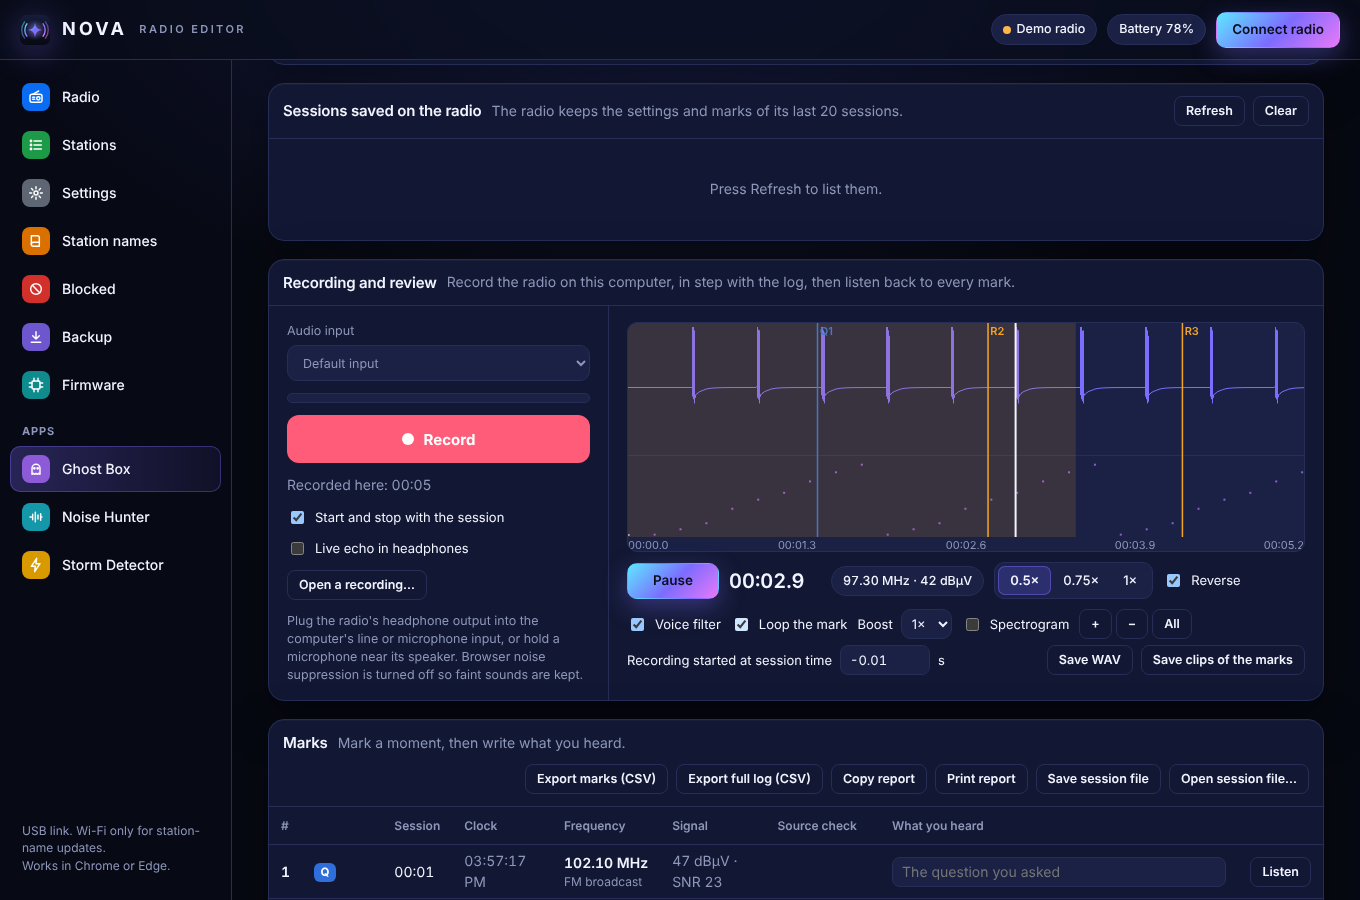 NOVA RADIO EDITOR
Demo radio
Battery 78%
Connect radio
Radio
Stations
Settings
Station names
Blocked
Backup
Firmware
APPS
Ghost Box
Noise Hunter
Storm Detector
USB link. Wi-Fi only for station-
name updates.
Works in Chrome or Edge.
Sessions saved on the radio The radio keeps the settings and marks of its last 20 sessions.
Refresh
Clear
Press Refresh to list them.
Recording and review Record the radio on this computer, in step with the log, then listen back to every mark.
Audio input
Default input
Record
Recorded here: 00:05
Start and stop with the session
Live echo in headphones
Open a recording...
Plug the radio's headphone output into the
computer's line or microphone input, or hold a
microphone near its speaker. Browser noise
suppression is turned off so faint sounds are kept.
R2
R3
00:00.0 00:01.3 00:02.6 00:03.9 00:05.2
Pause 00:02.9 97.30 MHz · 42 dBµV 0.5× 0.75× 1× Reverse
Voice filter Loop the mark Boost 1× Spectrogram + − All
Recording started at session time -0.01 s Save WAV Save clips of the marks
Marks Mark a moment, then write what you heard.
Export marks (CSV) Export full log (CSV) Copy report Print report Save session file Open session file...
# Session Clock Frequency Signal Source check What you heard
1 Q 00:01 03:57:17 PM 102.10 MHz FM broadcast 47 dBµV · SNR 23 The question you asked Listen